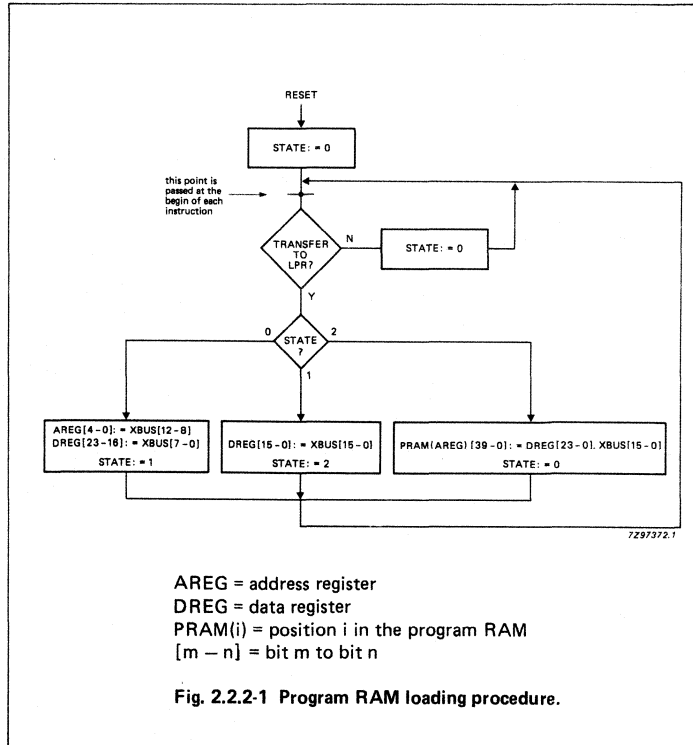 RESET
STATE: = 0
this point is
passed at the
begin of each
instruction
TRANSFER
TO
LPR?
N
STATE: = 0
Y
0
STATE
?
2
1
AREG[4-0]: = XBUS[12-8]
DREG[23-16]: = XBUS[7-0]
STATE: = 1
DREG[15-0]: = XBUS[15-0]
STATE: = 2
PRAM(AREG) [39-0]: = DREG[23-0]. XBUS[15-0]
STATE: = 0
7Z97372.1
AREG = address register
DREG = data register
PRAM(i) = position i in the program RAM
[m — n] = bit m to bit n
Fig. 2.2.2-1 Program RAM loading procedure.